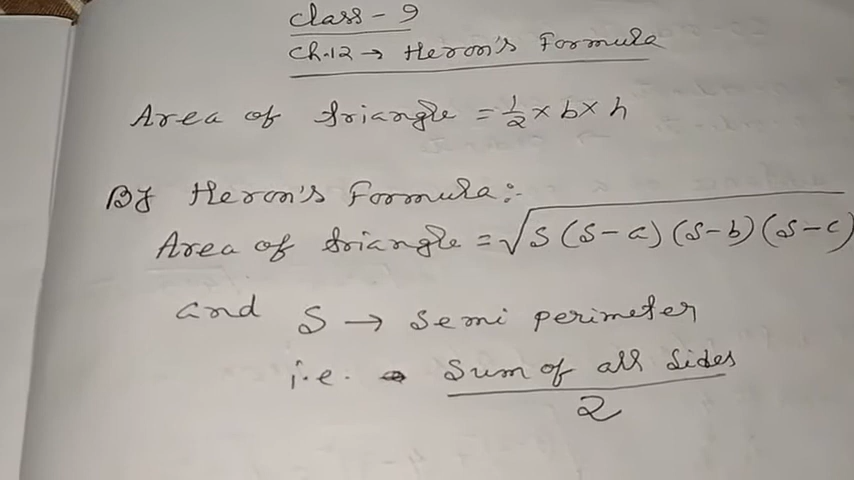 Class - 9
Ch.12 → Heron's Formula
Area of triangle = 1/2 × b × h
By Heron's Formula:-
Area of triangle = √S(S-a)(S-b)(S-c)
and S → Semi perimeter
i.e. Sum of all Sides
2